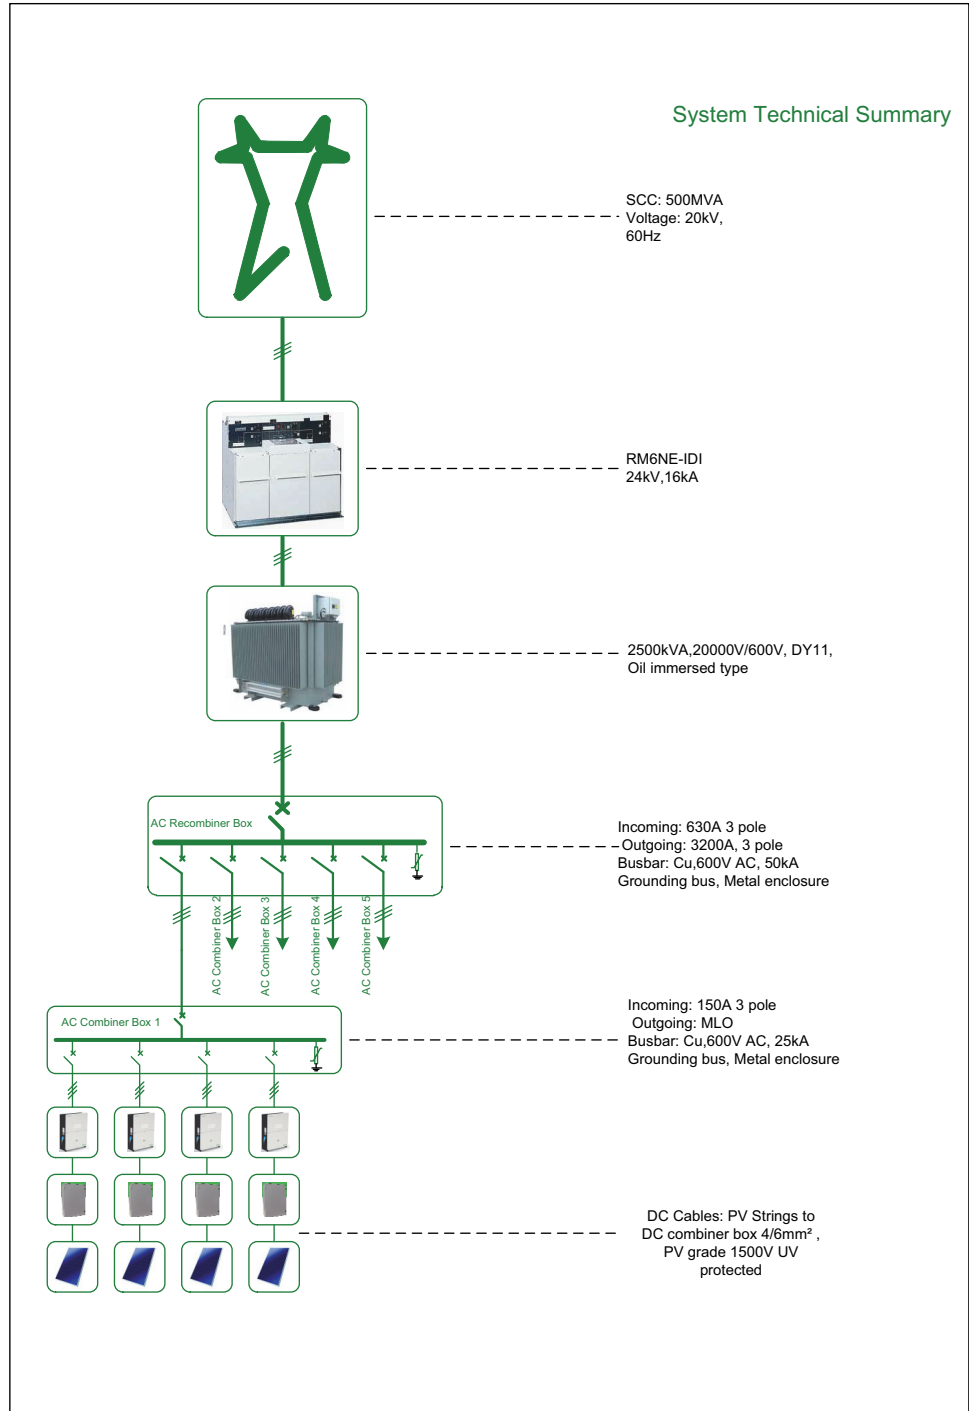 System Technical Summary
SCC: 500MVA
Voltage: 20kV,
60Hz
RM6NE-IDI
24kV,16kA
2500kVA,20000V/600V, DY11,
Oil immersed type
AC Recombiner Box
Incoming: 630A 3 pole
Outgoing: 3200A, 3 pole
Busbar: Cu,600V AC, 50kA
Grounding bus, Metal enclosure
AC Combiner Box 2
AC Combiner Box 3
AC Combiner Box 4
AC Combiner Box 5
AC Combiner Box 1
Incoming: 150A 3 pole
Outgoing: MLO
Busbar: Cu,600V AC, 25kA
Grounding bus, Metal enclosure
DC Cables: PV Strings to
DC combiner box 4/6mm² ,
PV grade 1500V UV
protected